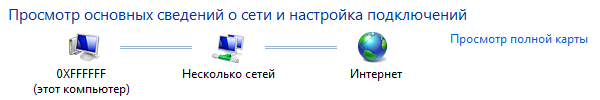 Просмотр основных сведений о сети и настройка подключений
Просмотр полной карты
0XFFFFFF
(этот компьютер)
Несколько сетей
Интернет